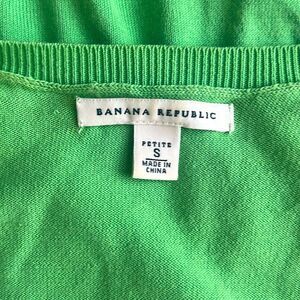 BANANA REPUBLIC
PETITE
S
MADE IN
CHINA